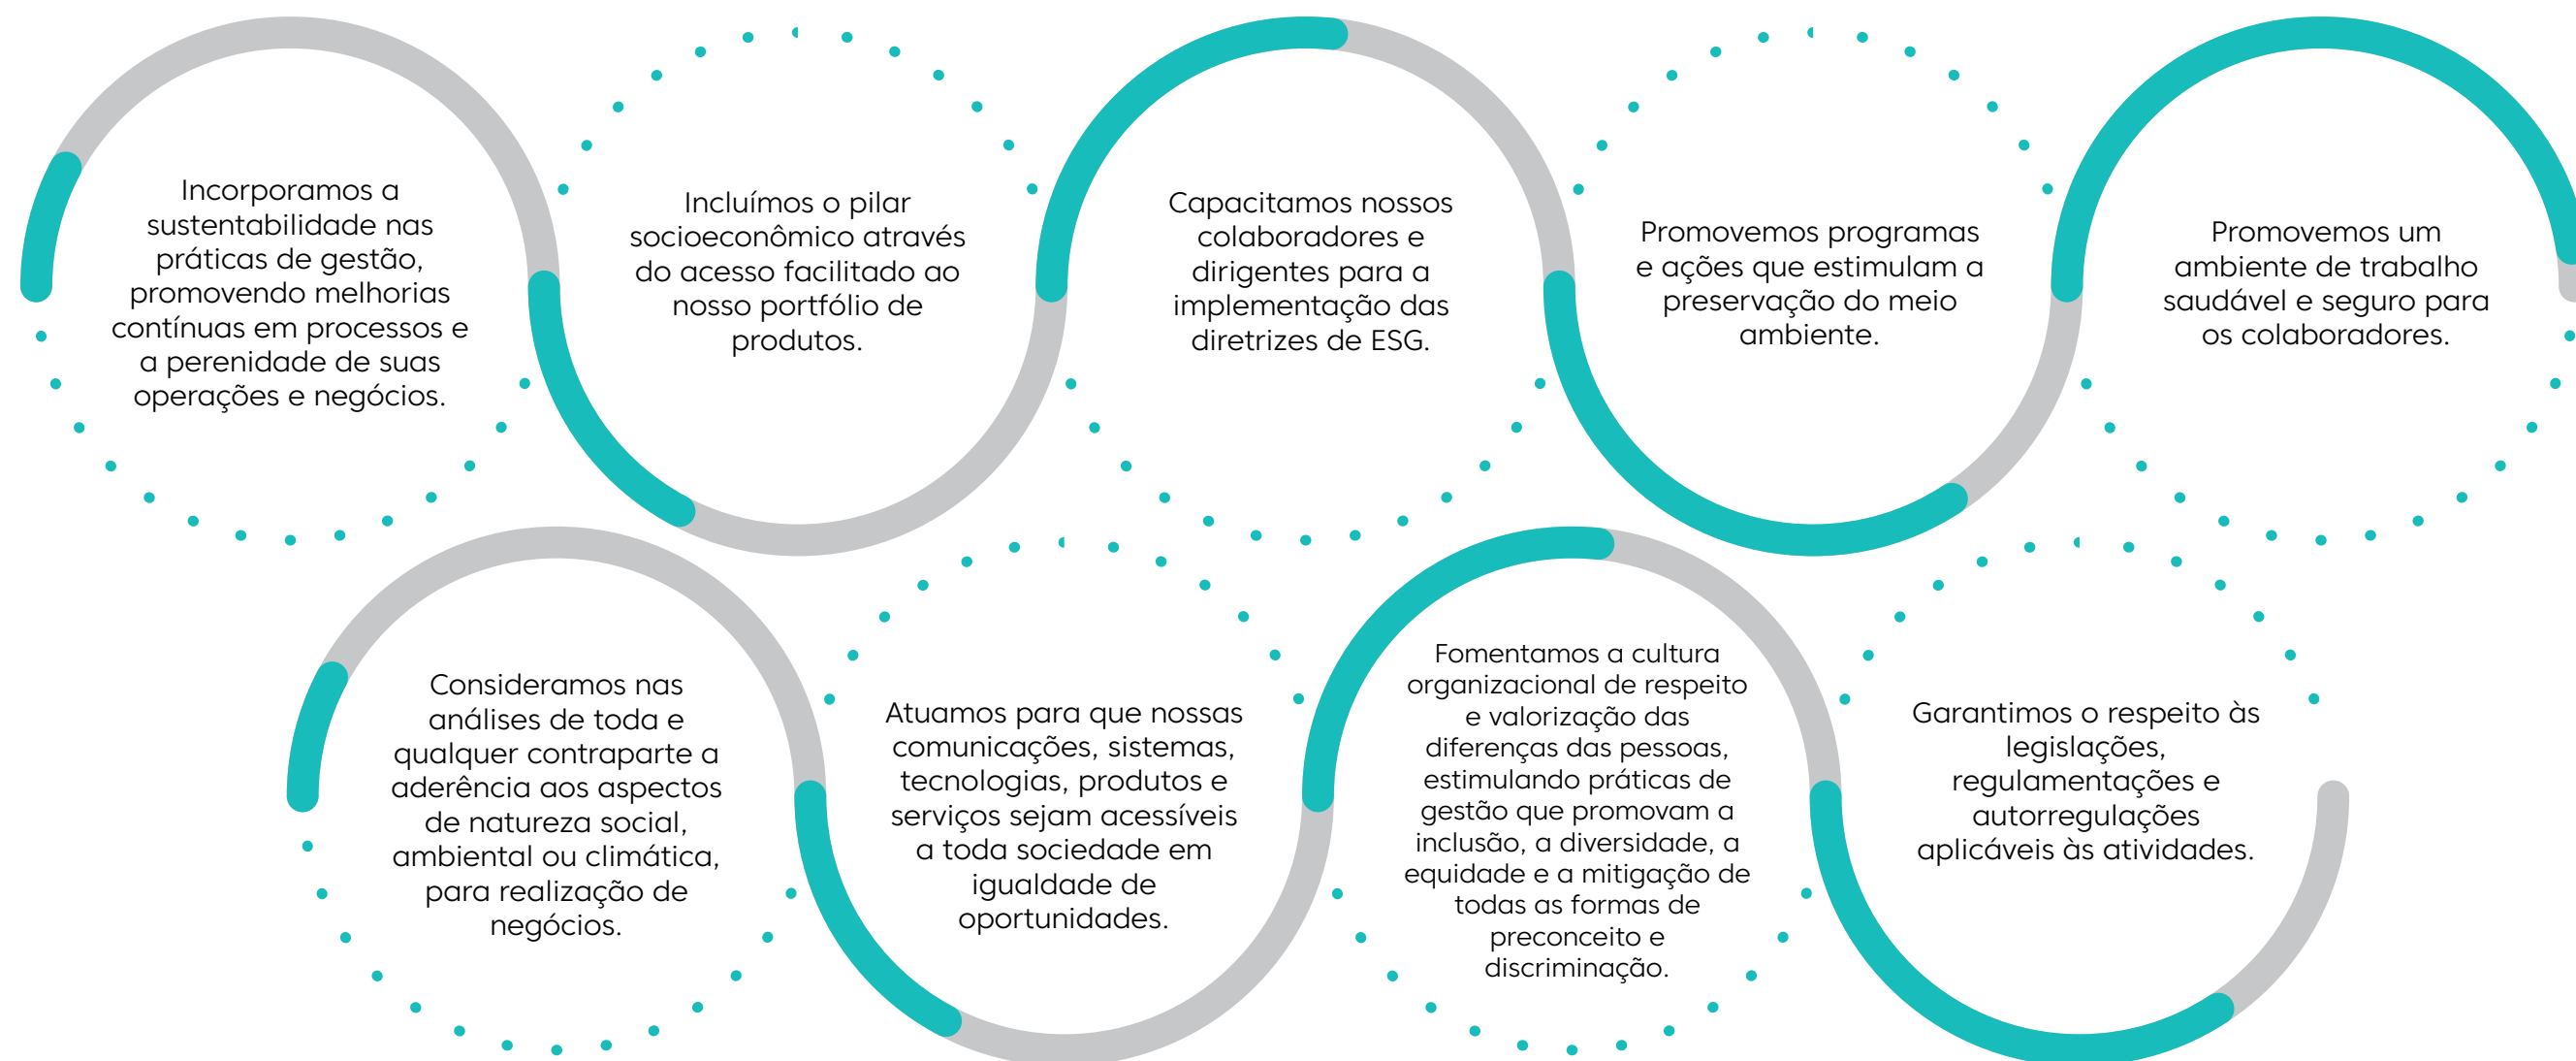 Incorporamos a
sustentabilidade nas
práticas de gestão,
promovendo melhorias
contínuas em processos e
a perenidade de suas
operações e negócios.
Incluímos o pilar
socioeconômico através
do acesso facilitado ao
nosso portfólio de
produtos.
Capacitamos nossos
colaboradores e
dirigentes para a
implementação das
diretrizes de ESG.
Promovemos programas
e ações que estimulam a
preservação do meio
ambiente.
Promovemos um
ambiente de trabalho
saudável e seguro para
os colaboradores.
Consideramos nas
análises de toda e
qualquer contraparte a
aderência aos aspectos
de natureza social,
ambiental ou climática,
para realização de
negócios.
Atuamos para que nossas
comunicações, sistemas,
tecnologias, produtos e
serviços sejam acessíveis
a toda sociedade em
igualdade de
oportunidades.
Fomentamos a cultura
organizacional de respeito
e valorização das
diferenças das pessoas,
estimulando práticas de
gestão que promovam a
inclusão, a diversidade, a
equidade e a mitigação de
todas as formas de
preconceito e
discriminação.
Garantimos o respeito às
legislações,
regulamentações e
autorregulações
aplicáveis às atividades.